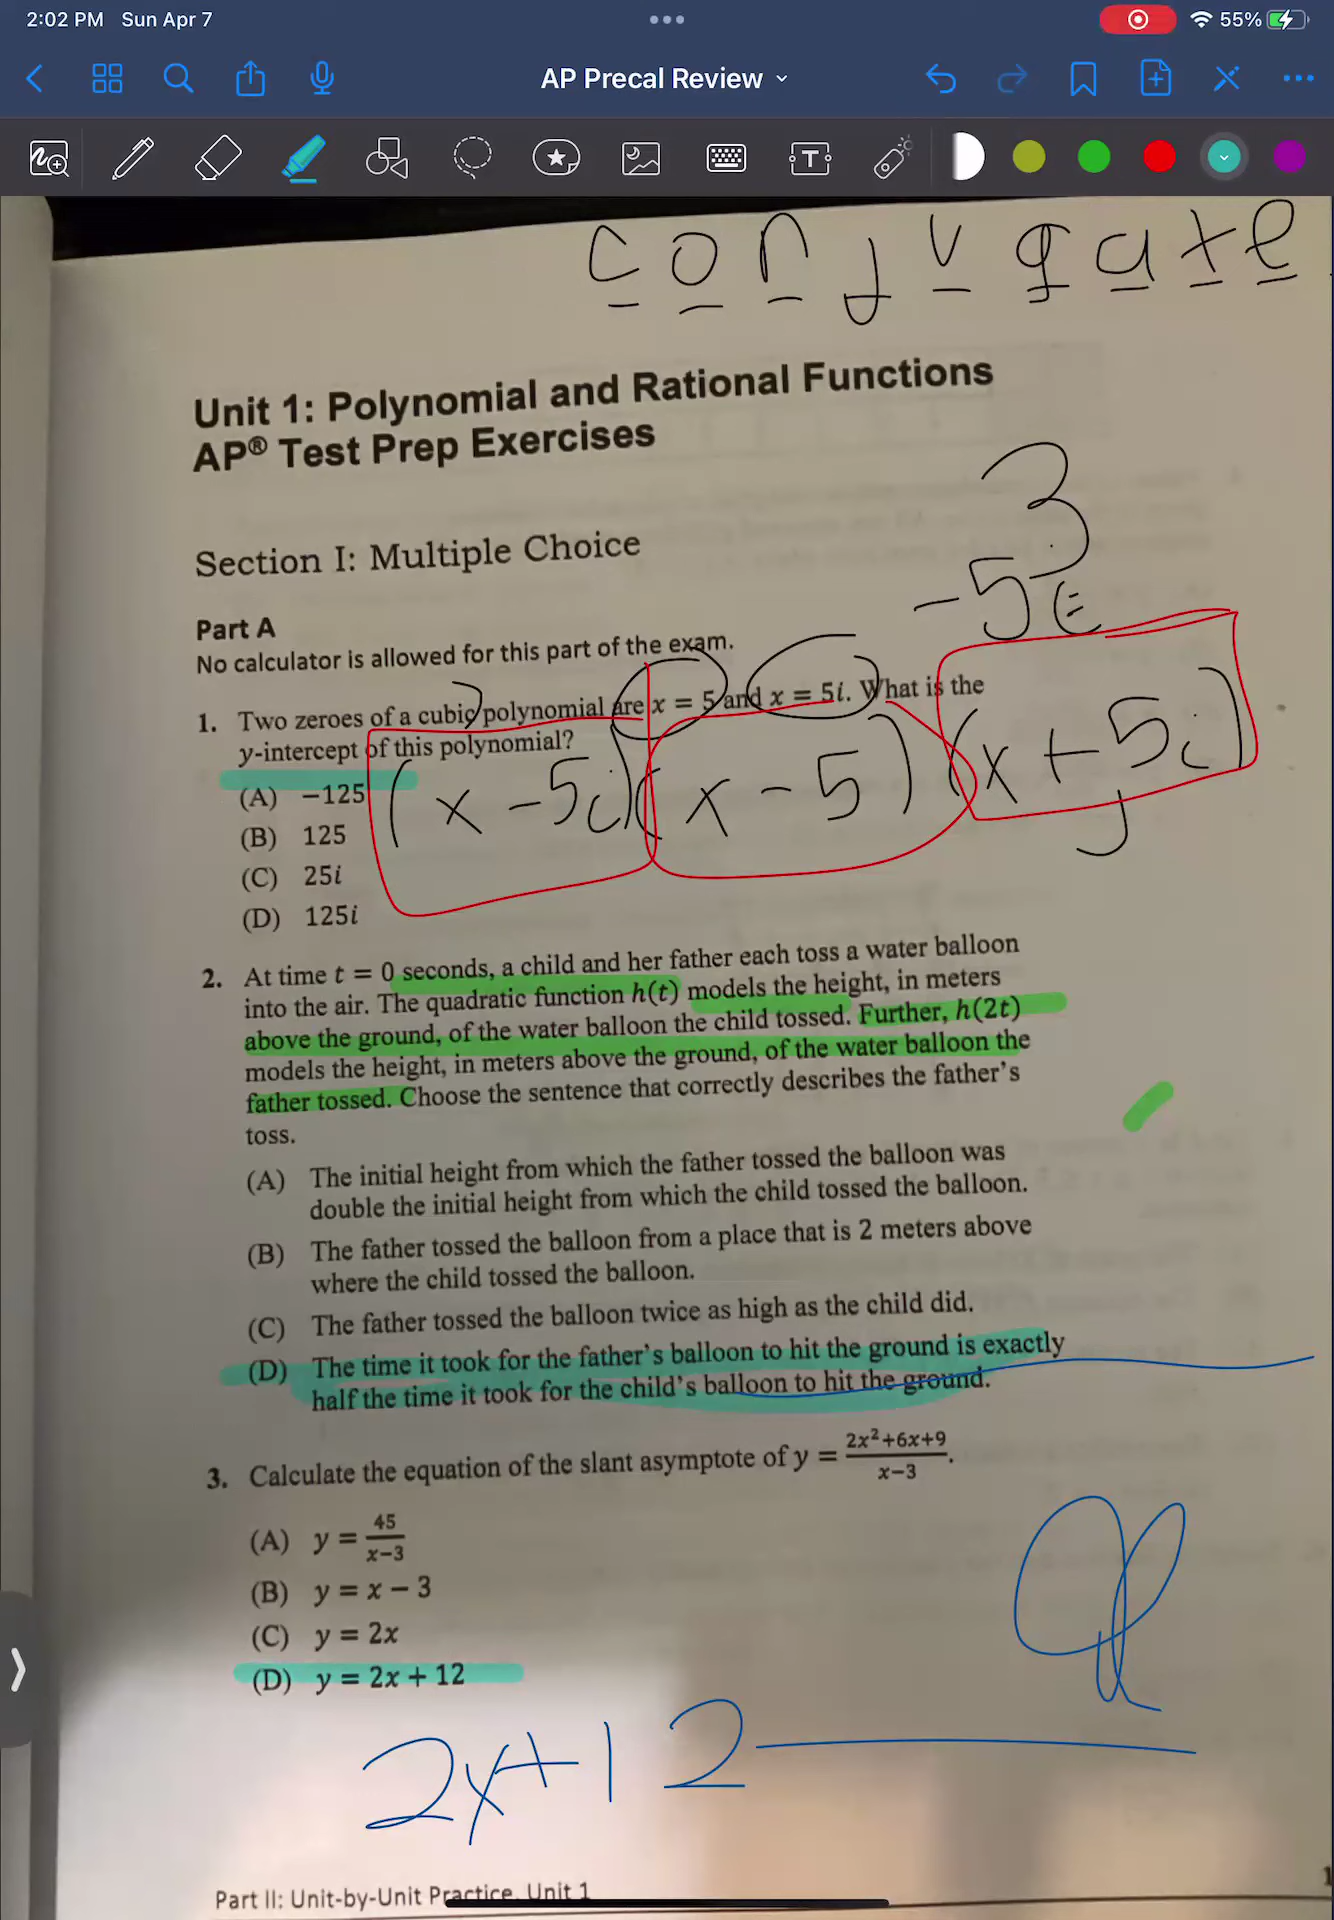 2:02 PM Sun Apr 7
55%
AP Precal Review
T
conjugate
Unit 1: Polynomial and Rational Functions
AP® Test Prep Exercises
3
Section I: Multiple Choice
-5i
Part A
No calculator is allowed for this part of the exam.
1. Two zeroes of a cubic polynomial are x = 5 and x = 5i. What is the
y-intercept of this polynomial?
(x-5i)(x-5)(x+5i)
(A) −125
(B) 125
(C) 25i
(D) 125i
2. At time t = 0 seconds, a child and her father each toss a water balloon
into the air. The quadratic function h(t) models the height, in meters
above the ground, of the water balloon the child tossed. Further, h(2t)
models the height, in meters above the ground, of the water balloon the
father tossed. Choose the sentence that correctly describes the father's
toss.
(A) The initial height from which the father tossed the balloon was
double the initial height from which the child tossed the balloon.
(B) The father tossed the balloon from a place that is 2 meters above
where the child tossed the balloon.
(C) The father tossed the balloon twice as high as the child did.
(D) The time it took for the father's balloon to hit the ground is exactly
half the time it took for the child's balloon to hit the ground.
3. Calculate the equation of the slant asymptote of y = 2x²+6x+9 / x−3.
(A) y = 45 / x−3
(B) y = x − 3
(C) y = 2x
(D) y = 2x + 12
2x+12
Part II: Unit-by-Unit Practice, Unit 1